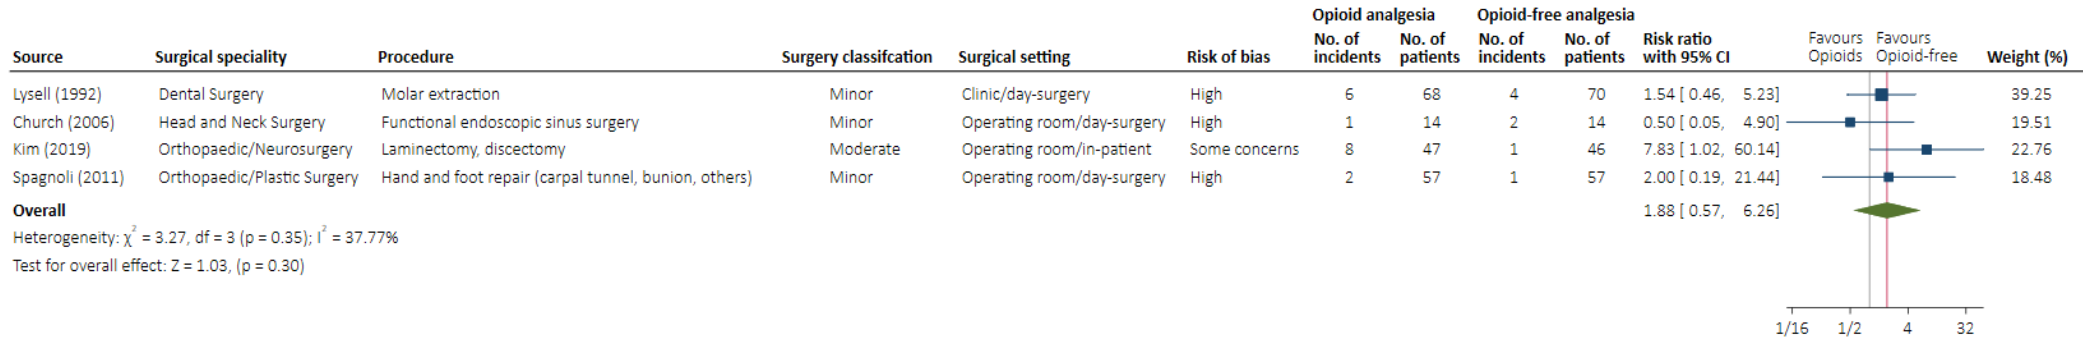 Opioid analgesia Opioid-free analgesia
Source Surgical speciality Procedure Surgery classifcation Surgical setting Risk of bias No. of incidents No. of patients No. of incidents No. of patients Risk ratio with 95% CI Favours Opioids Favours Opioid-free Weight (%)
Lysell (1992) Dental Surgery Molar extraction Minor Clinic/day-surgery High 6 68 4 70 1.54 [ 0.46, 5.23] 39.25
Church (2006) Head and Neck Surgery Functional endoscopic sinus surgery Minor Operating room/day-surgery High 1 14 2 14 0.50 [ 0.05, 4.90] 19.51
Kim (2019) Orthopaedic/Neurosurgery Laminectomy, discectomy Moderate Operating room/in-patient Some concerns 8 47 1 46 7.83 [ 1.02, 60.14] 22.76
Spagnoli (2011) Orthopaedic/Plastic Surgery Hand and foot repair (carpal tunnel, bunion, others) Minor Operating room/day-surgery High 2 57 1 57 2.00 [ 0.19, 21.44] 18.48
Overall 1.88 [ 0.57, 6.26]
Heterogeneity: χ² = 3.27, df = 3 (p = 0.35); I² = 37.77%
Test for overall effect: Z = 1.03, (p = 0.30)
1/16 1/2 4 32